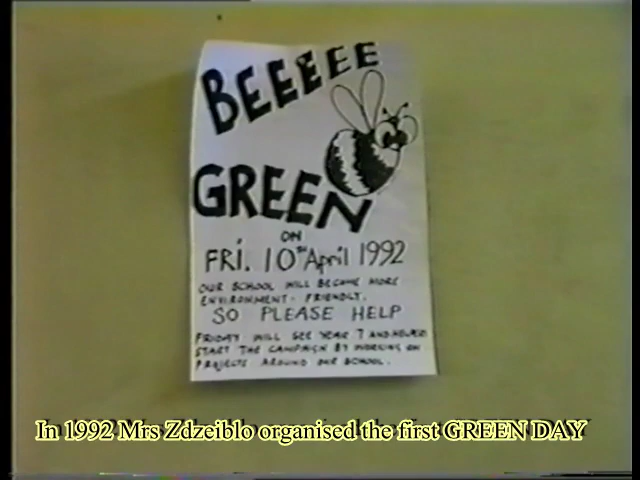 BEEEEE
GREEN
ON
FRI. 10TH April 1992
OUR SCHOOL WILL BECOME MORE
ENVIRONMENT- FRIENDLY.
SO PLEASE HELP
FRIDAY WILL SEE YEAR 7 AND HELPERS
START THE CAMPAIGN BY WORKING ON
PROJECTS AROUND OUR SCHOOL.
In 1992 Mrs Zdzeiblo organised the first GREEN DAY